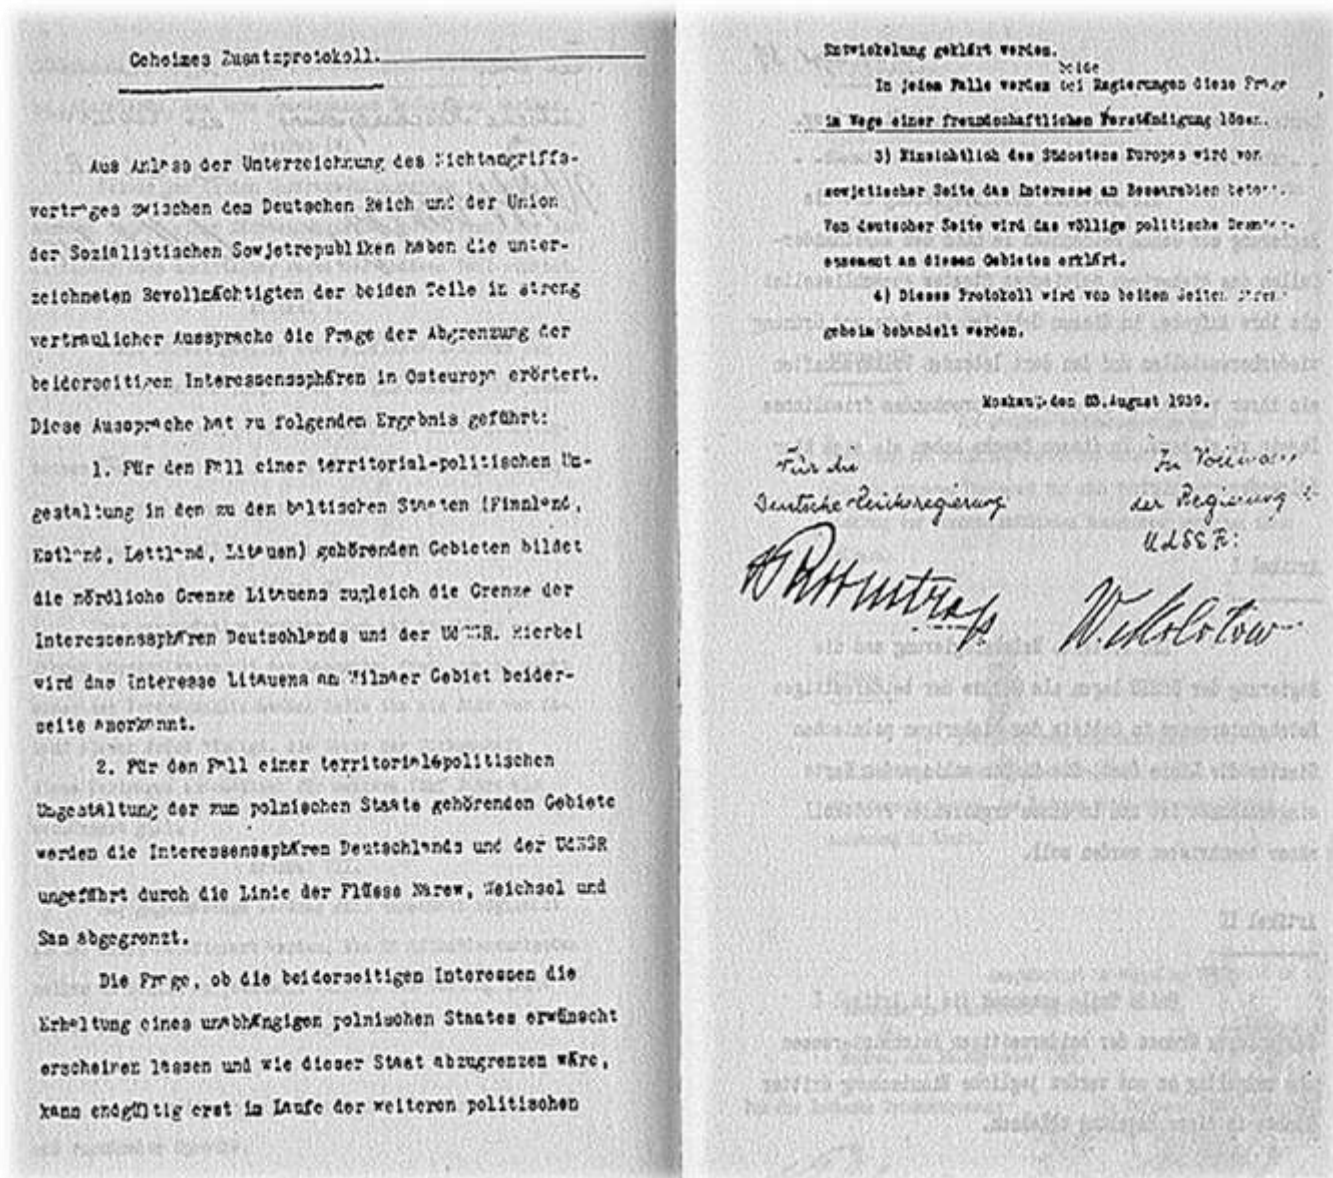 Geheimes Zusatzprotokoll.
Aus Anlass der Unterzeichnung des Nichtangriffs-
vertrages zwischen dem Deutschen Reich und der Union
der Sozialistischen Sowjetrepubliken haben die unter-
zeichneten Bevollmächtigten der beiden Teile in streng
vertraulicher Aussprache die Frage der Abgrenzung der
beiderseitigen Interessenssphären in Osteuropa erörtert.
Diese Aussprache hat zu folgendem Ergebnis geführt:
1. Für den Fall einer territorial-politischen Um-
gestaltung in den zu den baltischen Staaten (Finnland,
Estland, Lettland, Litauen) gehörenden Gebieten bildet
die nördliche Grenze Litauens zugleich die Grenze der
Interessenssphären Deutschlands und der UdSSR. Hierbei
wird das Interesse Litauens am Wilnaer Gebiet beider-
seits anerkannt.
2. Für den Fall einer territorial-politischen
Umgestaltung der zum polnischen Staate gehörenden Gebiete
werden die Interessenssphären Deutschlands und der UdSSR
ungefährt durch die Linie der Flüsse Narew, Weichsel und
San abgegrenzt.
Die Frage, ob die beiderseitigen Interessen die
Erhaltung eines unabhängigen polnischen Staates erwünscht
erscheinen lassen und wie dieser Staat abzugrenzen wäre,
kann endgültig erst im Laufe der weiteren politischen
Entwickelung geklärt werden.
beide
In jedem Falle werden bei Regierungen diese Frage
im Wege einer freundschaftlichen Verständigung lösen.
3) Hinsichtlich des Südostens Europas wird von
sowjetischer Seite das Interesse an Bessarabien betont.
Von deutscher Seite wird das völlige politische Desinter-
essement an diesen Gebieten erklärt.
4) Dieses Protokoll wird von beiden Seiten streng
geheim behandelt werden.
Moskau, den 23. August 1939.
Für die
Deutsche Reichsregierung
Ribbentrop
In Vollmacht
der Regierung
UdSSR:
W. Molotow